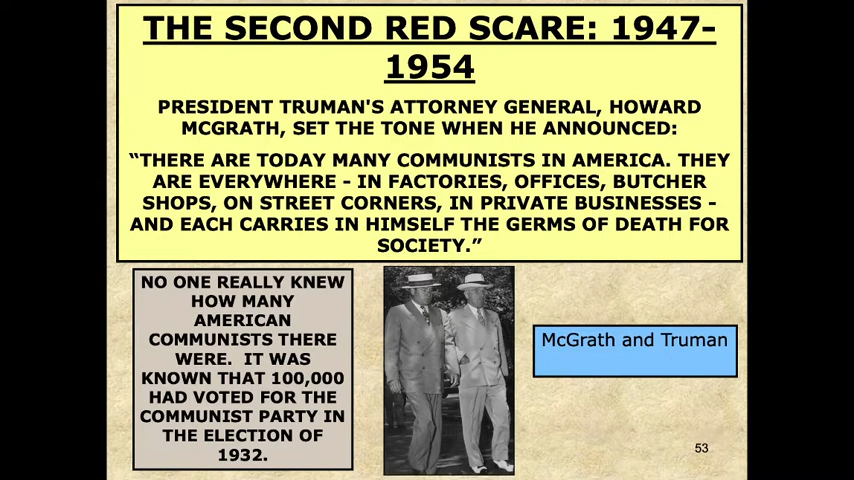 THE SECOND RED SCARE: 1947-
1954
PRESIDENT TRUMAN'S ATTORNEY GENERAL, HOWARD
MCGRATH, SET THE TONE WHEN HE ANNOUNCED:
“THERE ARE TODAY MANY COMMUNISTS IN AMERICA. THEY
ARE EVERYWHERE - IN FACTORIES, OFFICES, BUTCHER
SHOPS, ON STREET CORNERS, IN PRIVATE BUSINESSES -
AND EACH CARRIES IN HIMSELF THE GERMS OF DEATH FOR
SOCIETY.”
NO ONE REALLY KNEW
HOW MANY
AMERICAN
COMMUNISTS THERE
WERE. IT WAS
KNOWN THAT 100,000
HAD VOTED FOR THE
COMMUNIST PARTY IN
THE ELECTION OF
1932.
McGrath and Truman
53